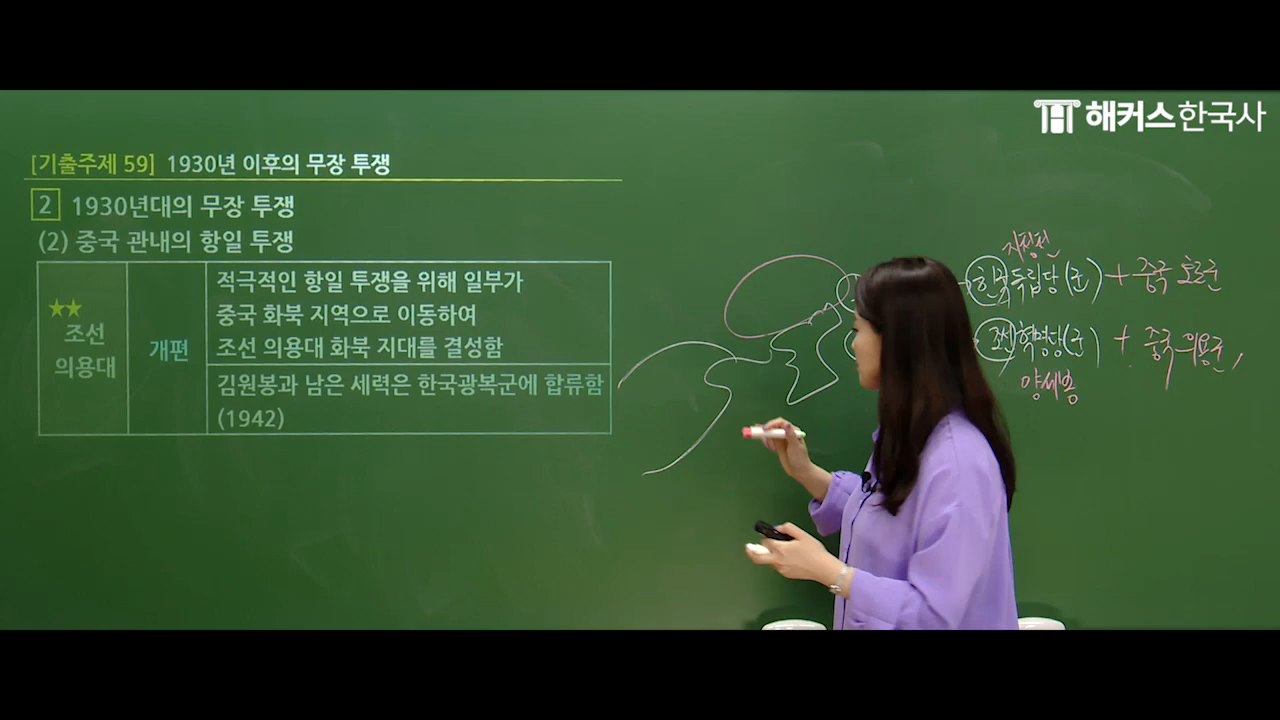 해커스한국사
[기출주제 59] 1930년 이후의 무장 투쟁
2 1930년대의 무장 투쟁
(2) 중국 관내의 항일 투쟁
★★
조선
의용대
개편
적극적인 항일 투쟁을 위해 일부가
중국 화북 지역으로 이동하여
조선 의용대 화북 지대를 결성함
김원봉과 남은 세력은 한국광복군에 합류함
(1942)
지청천
한국독립당(군) + 중국 호로군
조선혁명당(군) + 중국 의용군,
양세봉